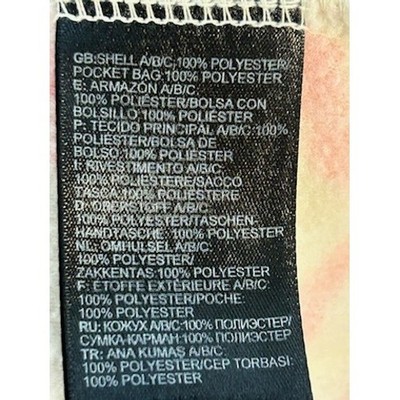 GB:SHELL A/B/C:100% POLYESTER/
POCKET BAG:100% POLYESTER
E: ARMAZÓN A/B/C:
100% POLIÉSTER/BOLSA CON
BOLSILLO: 100% POLIÉSTER
P: TECIDO PRINCIPAL A/B/C:100%
POLIÉSTER/BOLSA DE
BOLSO:100% POLIÉSTER
I: RIVESTIMENTO A/B/C:
100% POLIESTERE/SACCO
TASCA:100% POLIESTERE
D: OBERSTOFF A/B/C:
100% POLYESTER/TASCHEN-
HANDTASCHE:100% POLYESTER
NL: OMHULSEL A/B/C:
100% POLYESTER/
ZAKKENTAS:100% POLYESTER
F: ÉTOFFE EXTÉRIEURE A/B/C:
100% POLYESTER/POCHE:
100% POLYESTER
RU: КОЖУХ A/B/C:100% ПОЛИЭСТЕР/
СУМКА-КАРМАН:100% ПОЛИЭСТЕР
TR: ANA KUMAŞ A/B/C:
100% POLYESTER/CEP TORBASI:
100% POLYESTER